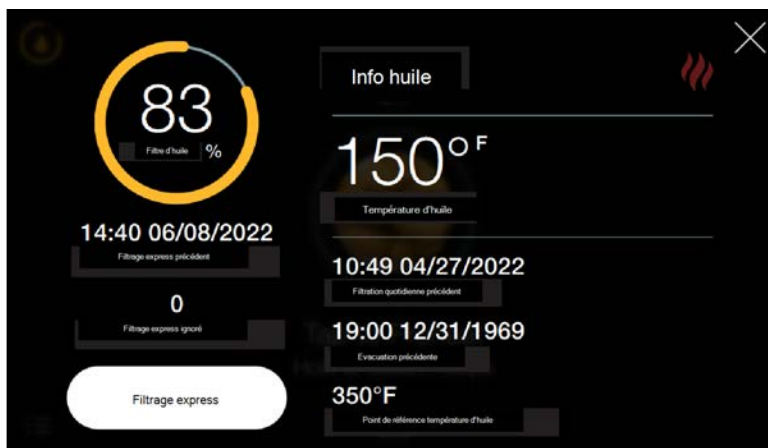 83
Filtre d'huile %
14:40 06/08/2022
Filtrage express précédent
0
Filtrage express ignoré
Filtrage express
Info huile
150° F
Température d'huile
10:49 04/27/2022
Filtration quotidienne précédent
19:00 12/31/1969
Evacuation précédente
350°F
Point de référence température d'huile